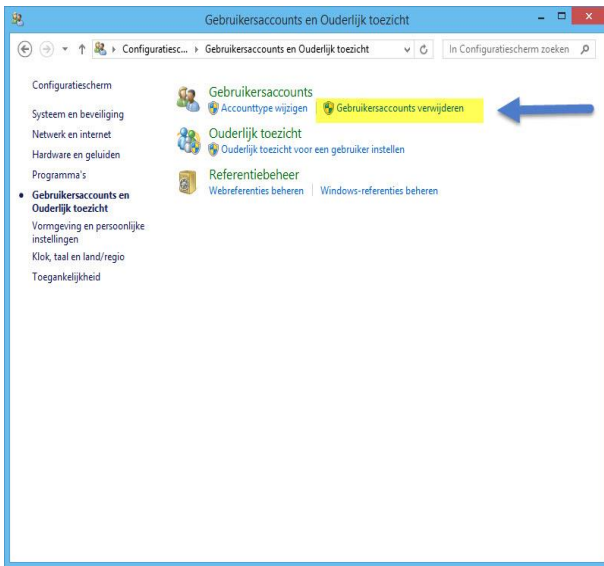 Gebruikersaccounts en Ouderlijk toezicht
Configuratiesc... Gebruikersaccounts en Ouderlijk toezicht
In Configuratiescherm zoeken
Configuratiescherm
Systeem en beveiliging
Netwerk en internet
Hardware en geluiden
Programma's
Gebruikersaccounts en
Ouderlijk toezicht
Vormgeving en persoonlijke
instellingen
Klok, taal en land/regio
Toegankelijkheid
Gebruikersaccounts
Accounttype wijzigen Gebruikersaccounts verwijderen
Ouderlijk toezicht
Ouderlijk toezicht voor een gebruiker instellen
Referentiebeheer
Webreferenties beheren Windows-referenties beheren